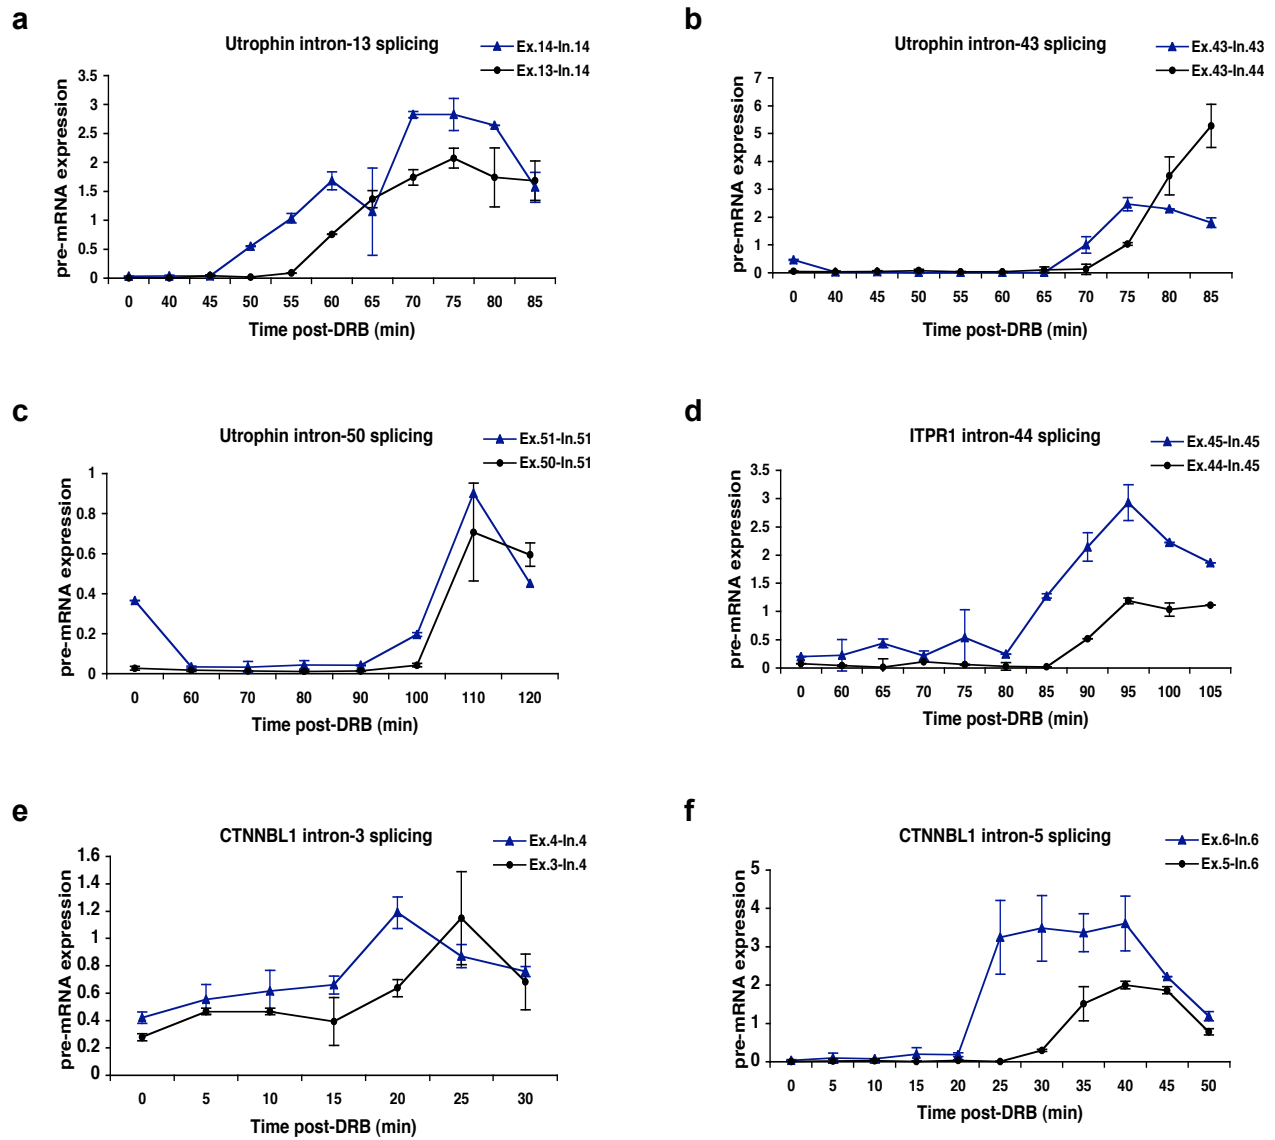 a
Utrophin intron-13 splicing
Ex.14-In.14
Ex.13-In.14
pre-mRNA expression
3.5
3
2.5
2
1.5
1
0.5
0
0 40 45 50 55 60 65 70 75 80 85
Time post-DRB (min)
b
Utrophin intron-43 splicing
Ex.43-In.43
Ex.43-In.44
pre-mRNA expression
7
6
5
4
3
2
1
0
0 40 45 50 55 60 65 70 75 80 85
Time post-DRB (min)
c
Utrophin intron-50 splicing
Ex.51-In.51
Ex.50-In.51
pre-mRNA expression
1
0.8
0.6
0.4
0.2
0
0 60 70 80 90 100 110 120
Time post-DRB (min)
d
ITPR1 intron-44 splicing
Ex.45-In.45
Ex.44-In.45
pre-mRNA expression
3.5
3
2.5
2
1.5
1
0.5
0
0 60 65 70 75 80 85 90 95 100 105
Time post-DRB (min)
e
CTNNBL1 intron-3 splicing
Ex.4-In.4
Ex.3-In.4
pre-mRNA expression
1.6
1.4
1.2
1
0.8
0.6
0.4
0.2
0
0 5 10 15 20 25 30
Time post-DRB (min)
f
CTNNBL1 intron-5 splicing
Ex.6-In.6
Ex.5-In.6
pre-mRNA expression
5
4
3
2
1
0
0 5 10 15 20 25 30 35 40 45 50
Time post-DRB (min)